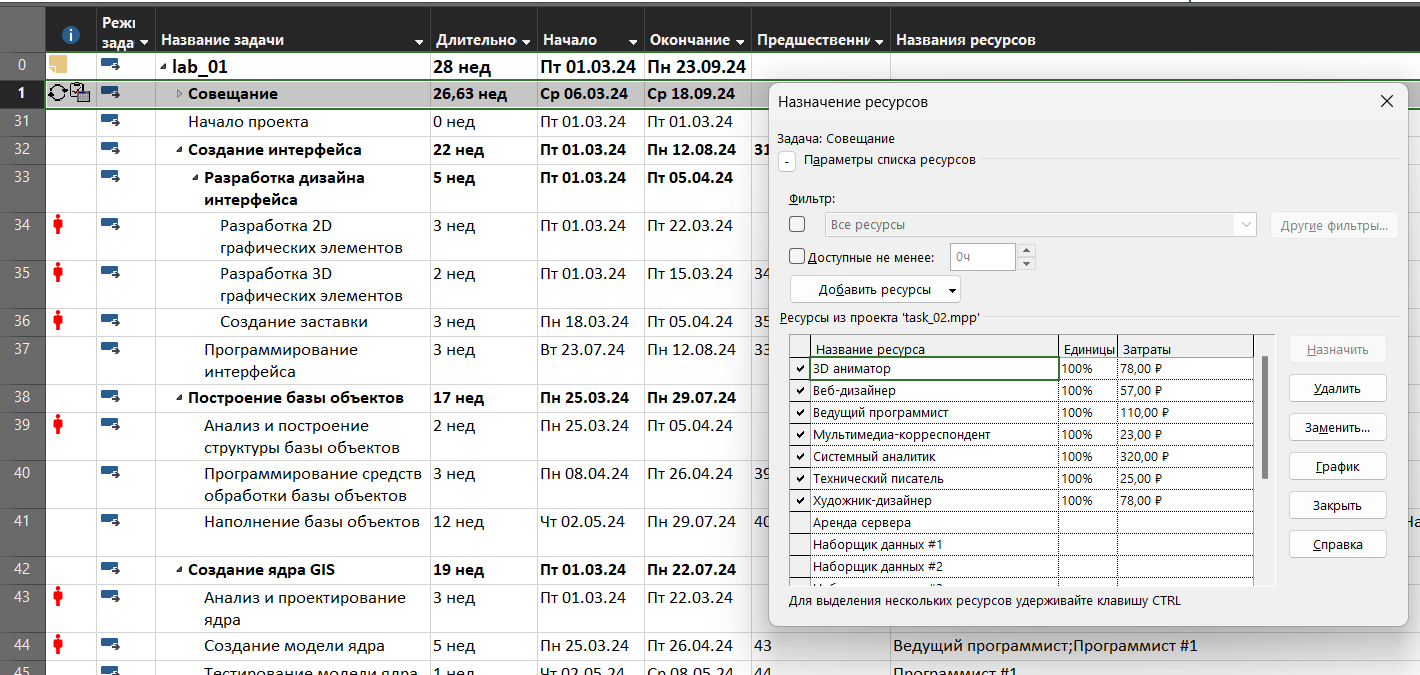 Режи
зада
Название задачи
Длительно
Начало
Окончание
Предшественни
Названия ресурсов
0 lab_01 28 нед Пт 01.03.24 Пн 23.09.24
1 Совещание 26,63 нед Ср 06.03.24 Ср 18.09.24
31 Начало проекта 0 нед Пт 01.03.24 Пт 01.03.24
32 Создание интерфейса 22 нед Пт 01.03.24 Пн 12.08.24 31
33 Разработка дизайна 5 нед Пт 01.03.24 Пт 05.04.24
интерфейса
34 Разработка 2D 3 нед Пт 01.03.24 Пт 22.03.24
графических элементов
35 Разработка 3D 2 нед Пт 01.03.24 Пт 15.03.24 34
графических элементов
36 Создание заставки 3 нед Пн 18.03.24 Пт 05.04.24 35
37 Программирование 3 нед Вт 23.07.24 Пн 12.08.24 33
интерфейса
38 Построение базы объектов 17 нед Пн 25.03.24 Пн 29.07.24
39 Анализ и построение 2 нед Пн 25.03.24 Пт 05.04.24
структуры базы объектов
40 Программирование средств 3 нед Пн 08.04.24 Пт 26.04.24 39
обработки базы объектов
41 Наполнение базы объектов 12 нед Чт 02.05.24 Пн 29.07.24 40
42 Создание ядра GIS 19 нед Пт 01.03.24 Пн 22.07.24
43 Анализ и проектирование 3 нед Пт 01.03.24 Пт 22.03.24
ядра
44 Создание модели ядра 5 нед Пн 25.03.24 Пт 26.04.24 43 Ведущий программист;Программист #1
45 Тестирование модели ядра 1 нед Чт 02.05.24 Ср 08.05.24 44 Программист #1
Назначение ресурсов
Задача: Совещание
- Параметры списка ресурсов
Фильтр:
Все ресурсы
Другие фильтры...
Доступные не менее: 0ч
Добавить ресурсы
Ресурсы из проекта 'task_02.mpp'
Название ресурса Единицы Затраты
3D аниматор 100% 78,00 ₽
Веб-дизайнер 100% 57,00 ₽
Ведущий программист 100% 110,00 ₽
Мультимедиа-корреспондент 100% 23,00 ₽
Системный аналитик 100% 320,00 ₽
Технический писатель 100% 25,00 ₽
Художник-дизайнер 100% 78,00 ₽
Аренда сервера
Наборщик данных #1
Наборщик данных #2
Назначить
Удалить
Заменить...
График
Закрыть
Справка
Для выделения нескольких ресурсов удерживайте клавишу CTRL